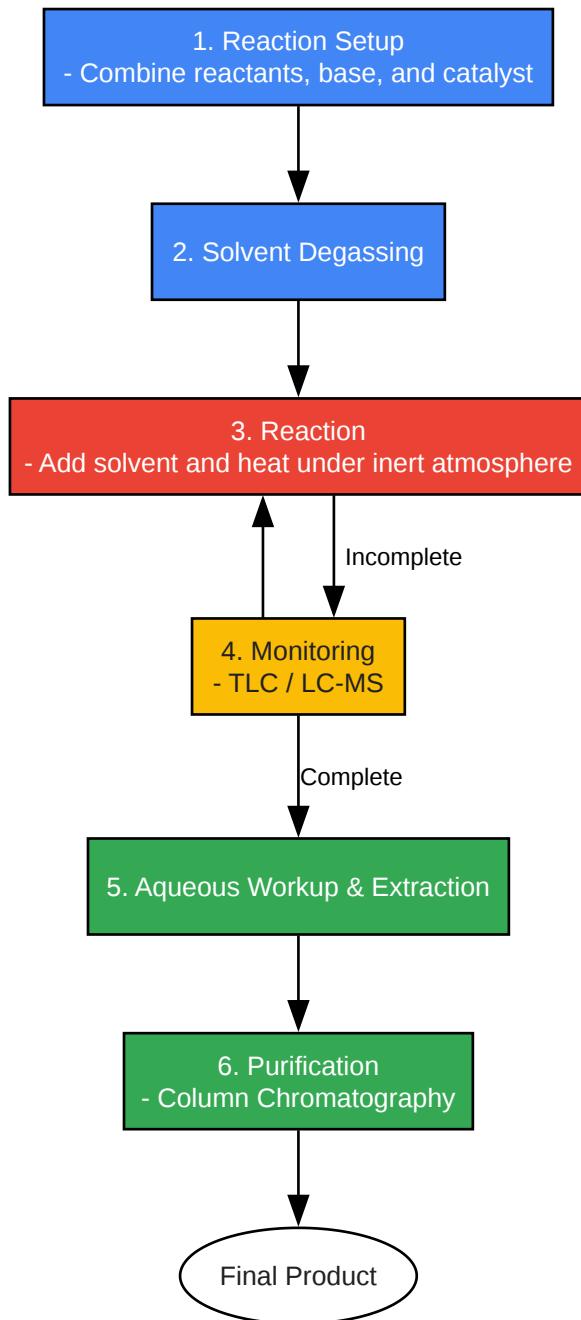 1. Reaction Setup
- Combine reactants, base, and catalyst
2. Solvent Degassing
3. Reaction
- Add solvent and heat under inert atmosphere
Incomplete
4. Monitoring
- TLC / LC-MS
Complete
5. Aqueous Workup & Extraction
6. Purification
- Column Chromatography
Final Product